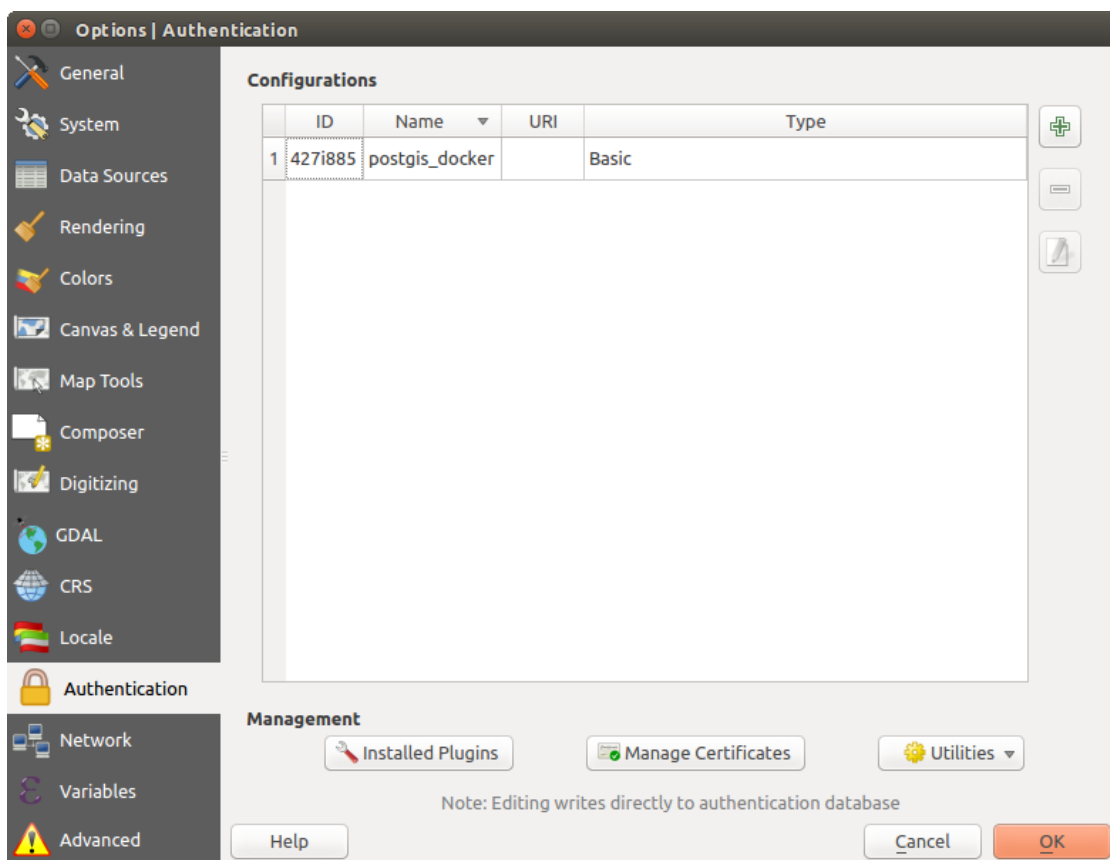 Options | Authentication
General
System
Data Sources
Rendering
Colors
Canvas & Legend
Map Tools
Composer
Digitizing
GDAL
CRS
Locale
Authentication
Network
Variables
Advanced
Configurations
ID Name URI Type
1 427i885 postgis_docker Basic
Management
Installed Plugins Manage Certificates Utilities
Note: Editing writes directly to authentication database
Help Cancel OK